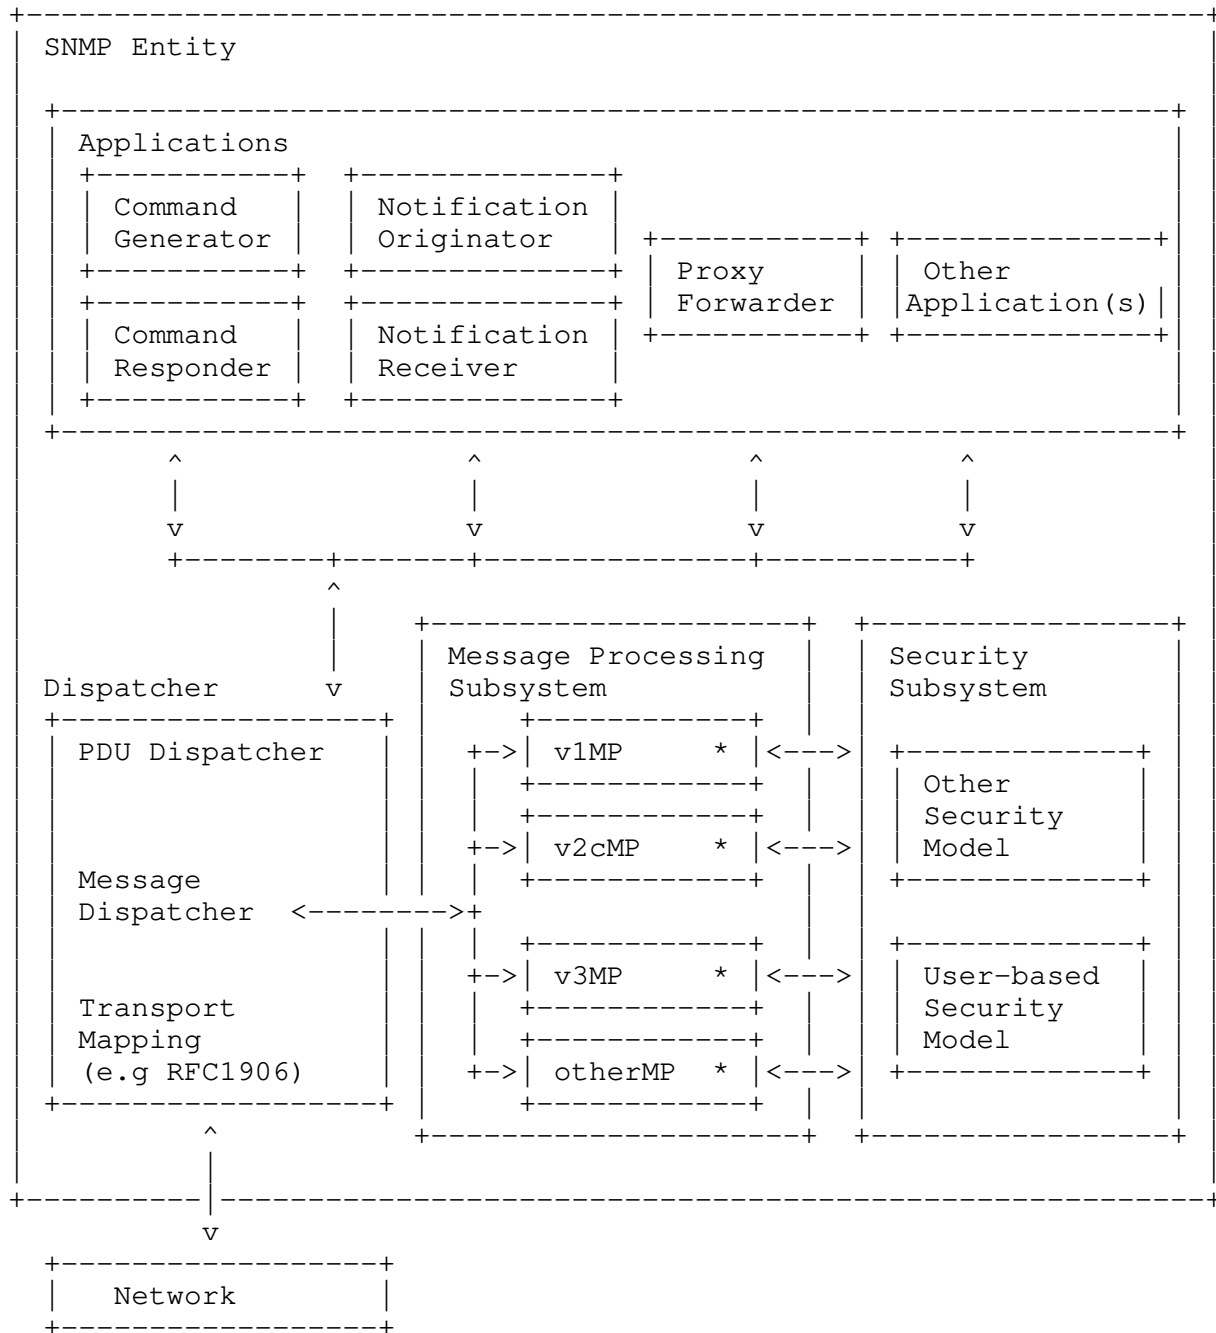 SNMP Entity
Applications
Command
Generator
Notification
Originator
Proxy
Forwarder
Other
Application(s)
Command
Responder
Notification
Receiver
Dispatcher
PDU Dispatcher
Message
Dispatcher
Transport
Mapping
(e.g RFC1906)
Message Processing
Subsystem
v1MP *
v2cMP *
v3MP *
otherMP *
Security
Subsystem
Other
Security
Model
User-based
Security
Model
Network